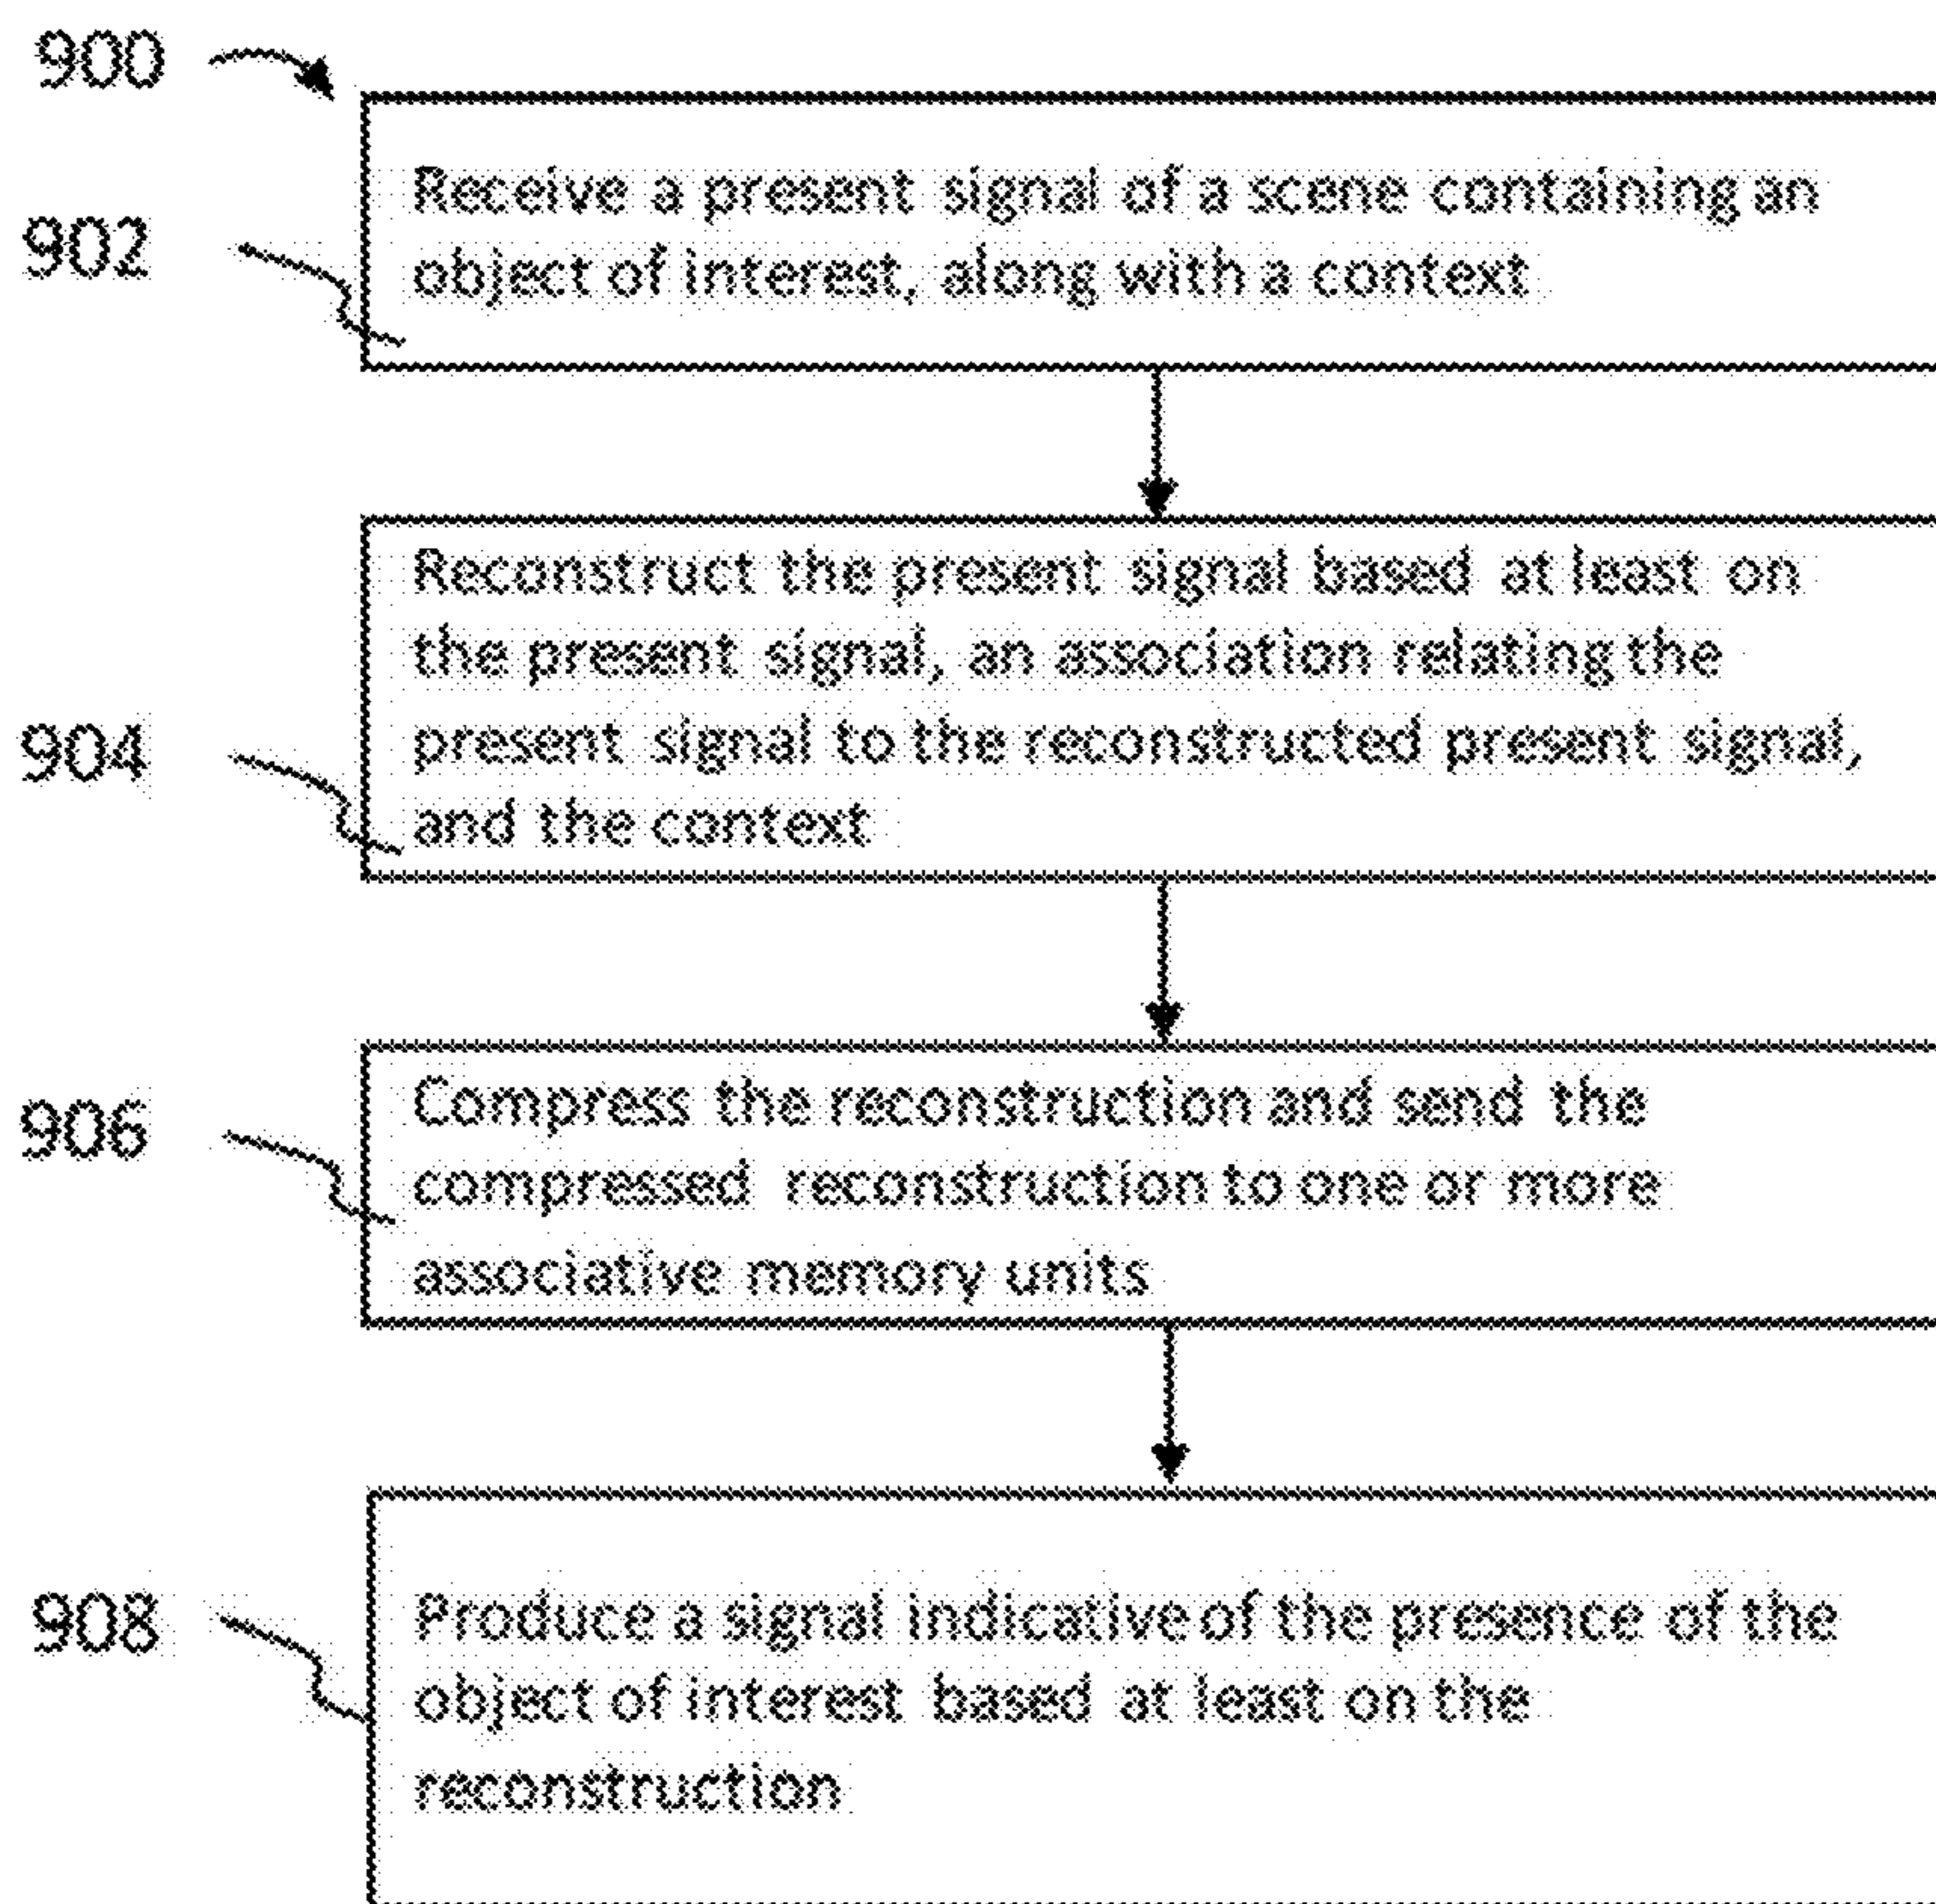 900
902
Receive a present signal of a scene containing an
object of interest, along with a context
904
Reconstruct the present signal based at least on
the present signal, an association relating the
present signal to the reconstructed present signal,
and the context
906
Compress the reconstruction and send the
compressed reconstruction to one or more
associative memory units
908
Produce a signal indicative of the presence of the
object of interest based at least on the
reconstruction